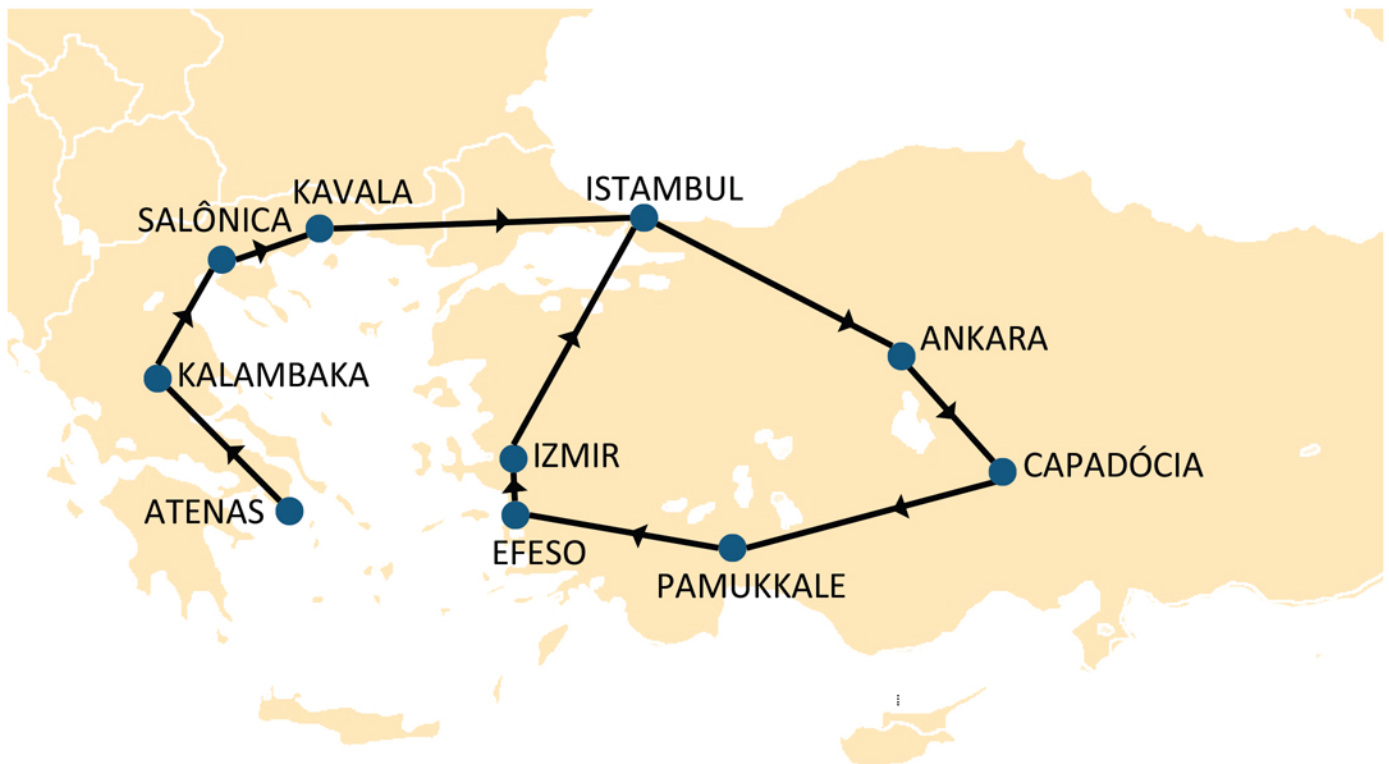 KAVALA
ISTAMBUL
SALÔNICA
ANKARA
KALAMBAKA
IZMIR
CAPADÓCIA
ATENAS
EFESO
PAMUKKALE